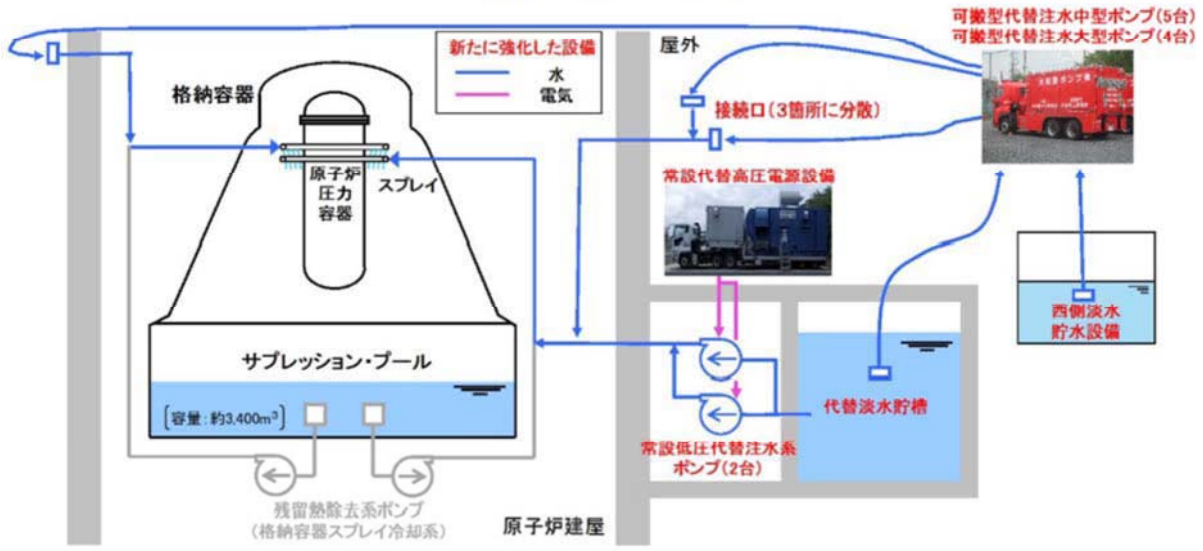 可搬型代替注水中型ポンプ(5台)
可搬型代替注水大型ポンプ(4台)
新たに強化した設備
水
電気
屋外
格納容器
接続口(3箇所に分散)
原子炉
圧力
容器
スプレイ
常設代替高圧電源設備
西側淡水
貯水設備
サプレッション・プール
[容量:約3,400m³]
代替淡水貯槽
常設低圧代替注水系
ポンプ(2台)
残留熱除去系ポンプ
(格納容器スプレイ冷却系)
原子炉建屋